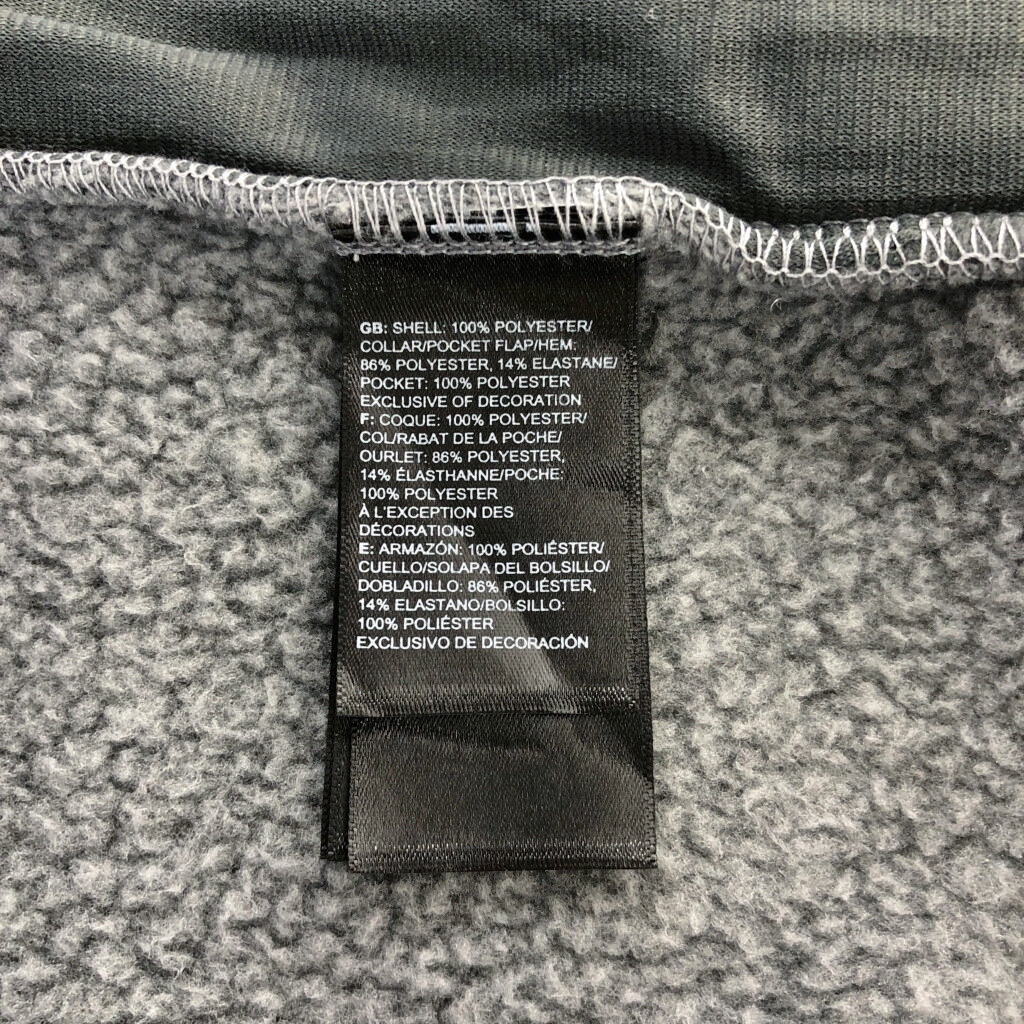 GB: SHELL: 100% POLYESTER/
COLLAR/POCKET FLAP/HEM:
86% POLYESTER, 14% ELASTANE/
POCKET: 100% POLYESTER
EXCLUSIVE OF DECORATION
F: COQUE: 100% POLYESTER/
COL/RABAT DE LA POCHE/
OURLET: 86% POLYESTER,
14% ÉLASTHANNE/POCHE:
100% POLYESTER
À L'EXCEPTION DES
DÉCORATIONS
E: ARMAZÓN: 100% POLIÉSTER/
CUELLO/SOLAPA DEL BOLSILLO/
DOBLADILLO: 86% POLIÉSTER,
14% ELASTANO/BOLSILLO:
100% POLIÉSTER
EXCLUSIVO DE DECORACIÓN